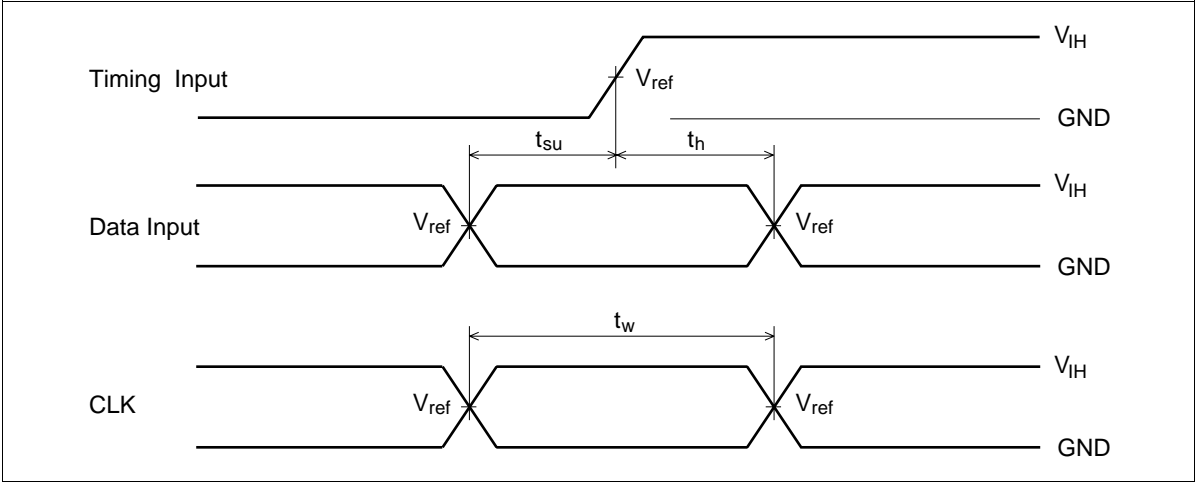 V_IH
Timing Input
V_ref
GND
t_su
t_h
V_IH
Data Input
V_ref
V_ref
GND
t_w
V_IH
CLK
V_ref
V_ref
GND